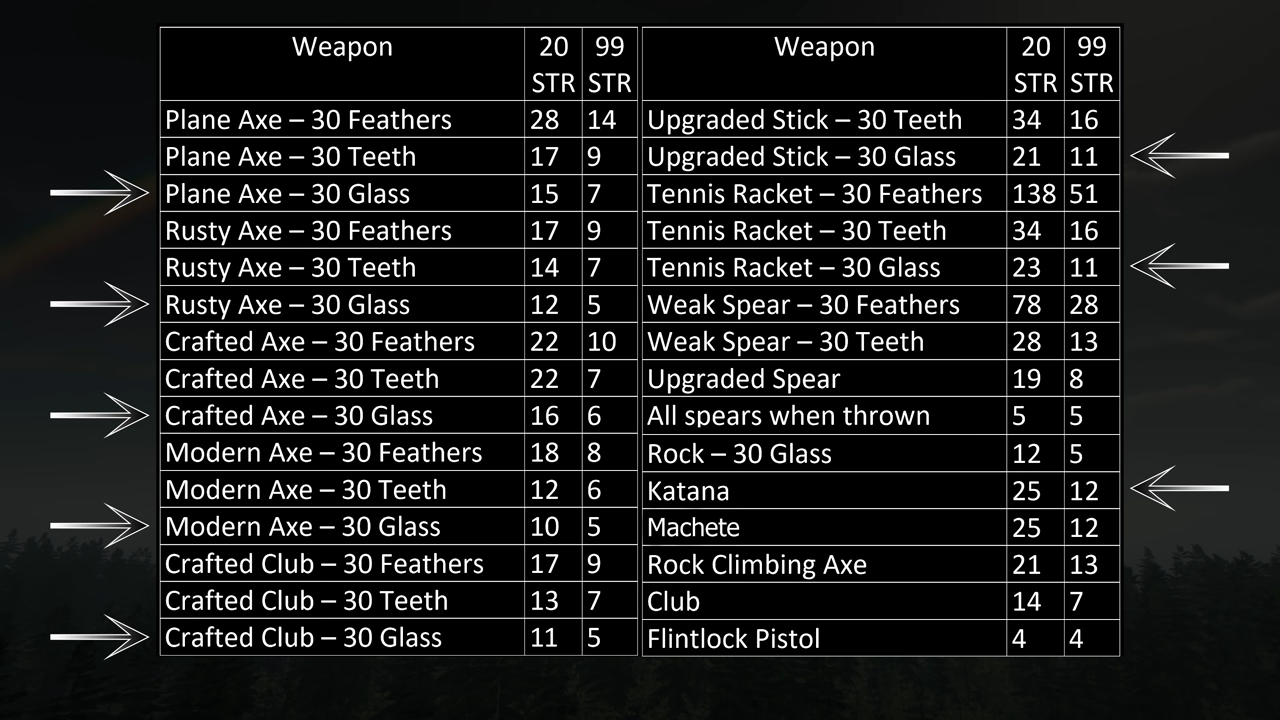 Weapon 20 STR 99 STR
Plane Axe – 30 Feathers 28 14
Plane Axe – 30 Teeth 17 9
Plane Axe – 30 Glass 15 7
Rusty Axe – 30 Feathers 17 9
Rusty Axe – 30 Teeth 14 7
Rusty Axe – 30 Glass 12 5
Crafted Axe – 30 Feathers 22 10
Crafted Axe – 30 Teeth 22 7
Crafted Axe – 30 Glass 16 6
Modern Axe – 30 Feathers 18 8
Modern Axe – 30 Teeth 12 6
Modern Axe – 30 Glass 10 5
Crafted Club – 30 Feathers 17 9
Crafted Club – 30 Teeth 13 7
Crafted Club – 30 Glass 11 5
Weapon 20 STR 99 STR
Upgraded Stick – 30 Teeth 34 16
Upgraded Stick – 30 Glass 21 11
Tennis Racket – 30 Feathers 138 51
Tennis Racket – 30 Teeth 34 16
Tennis Racket – 30 Glass 23 11
Weak Spear – 30 Feathers 78 28
Weak Spear – 30 Teeth 28 13
Upgraded Spear 19 8
All spears when thrown 5 5
Rock – 30 Glass 12 5
Katana 25 12
Machete 25 12
Rock Climbing Axe 21 13
Club 14 7
Flintlock Pistol 4 4